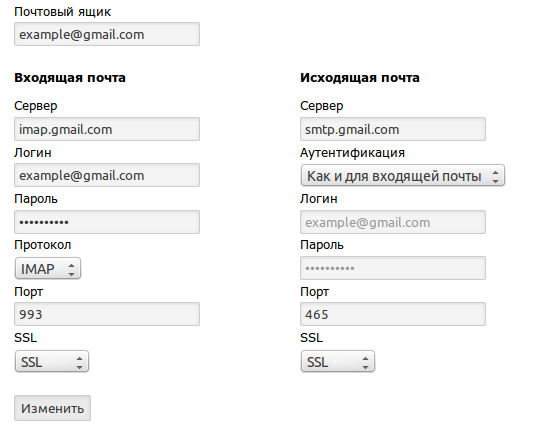 Почтовый ящик
example@gmail.com
Входящая почта
Сервер
imap.gmail.com
Логин
example@gmail.com
Пароль
••••••••••
Протокол
IMAP
Порт
993
SSL
SSL
Изменить
Исходящая почта
Сервер
smtp.gmail.com
Аутентификация
Как и для входящей почты
Логин
example@gmail.com
Пароль
••••••••••
Порт
465
SSL
SSL